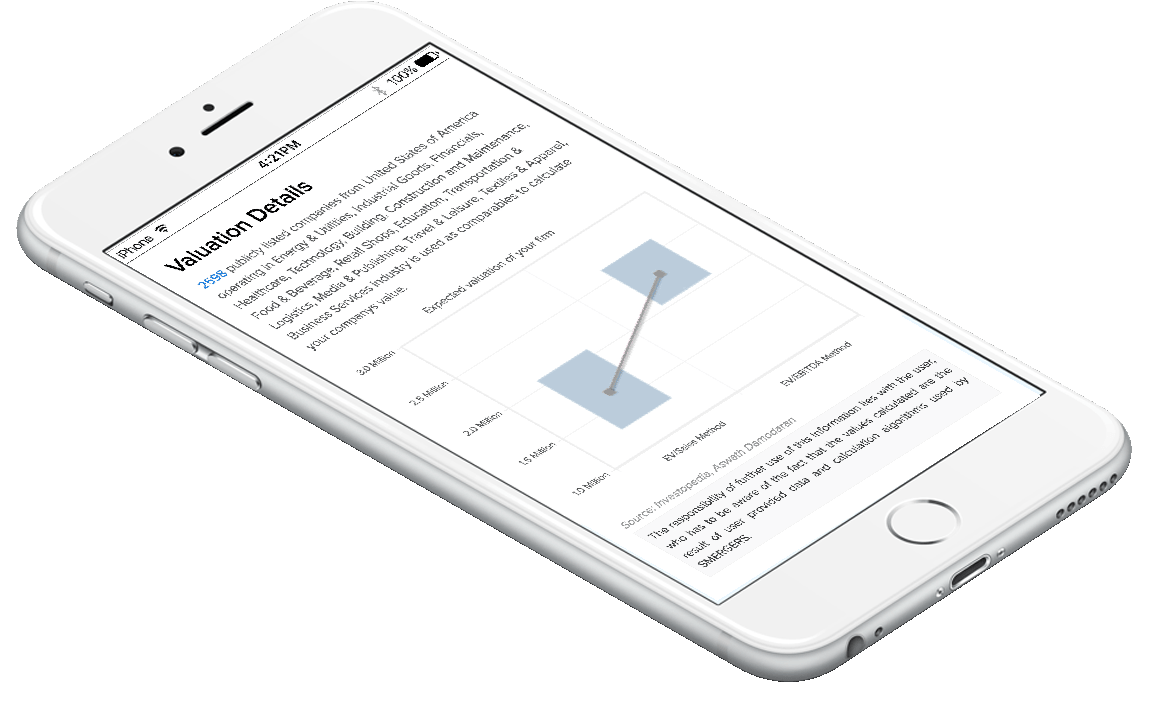 iPhone 4:21PM 100%
Valuation Details
2598 publicly listed companies from United States of America
operating in Energy & Utilities, Industrial Goods, Financials,
Healthcare, Technology, Building, Construction and Maintenance,
Food & Beverage, Retail Shops, Education, Transportation &
Logistics, Media & Publishing, Travel & Leisure, Textiles & Apparel,
Business Services industry is used as comparables to calculate
your companys value.
Expected valuation of your firm
3.0 Million
2.5 Million
2.0 Million
1.5 Million
1.0 Million
EV/Sales Method
EV/EBITDA Method
Source: Investopedia, Aswath Damodaran
The responsibility of further use of this information lies with the user,
who has to be aware of the fact that the values calculated are the
result of user provided data and calculation algorithms used by
SMERGERS.